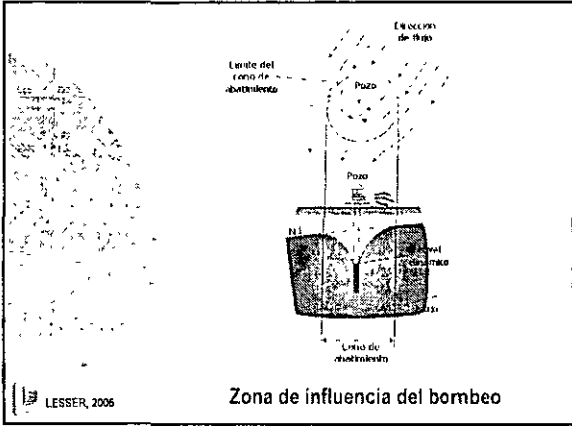 Dirección
de flujo
Limite del
cono de
abatimiento
Pozo
Pozo
N
Cono de
abatimiento
LESSER, 2006
Zona de influencia del bombeo